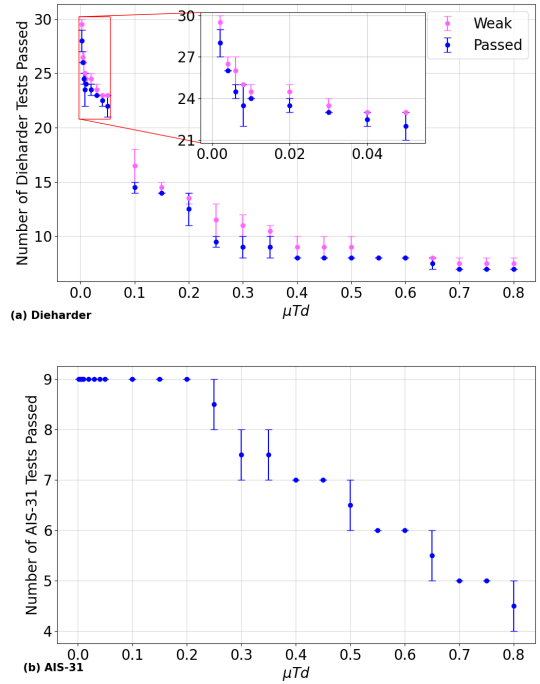 Number of Dieharder Tests Passed
30
25
20
15
10
30
27
24
21
0.00 0.02 0.04
Weak
Passed
0.0 0.1 0.2 0.3 0.4 0.5 0.6 0.7 0.8
μTd
(a) Dieharder
Number of AIS-31 Tests Passed
9
8
7
6
5
4
0.0 0.1 0.2 0.3 0.4 0.5 0.6 0.7 0.8
μTd
(b) AIS-31